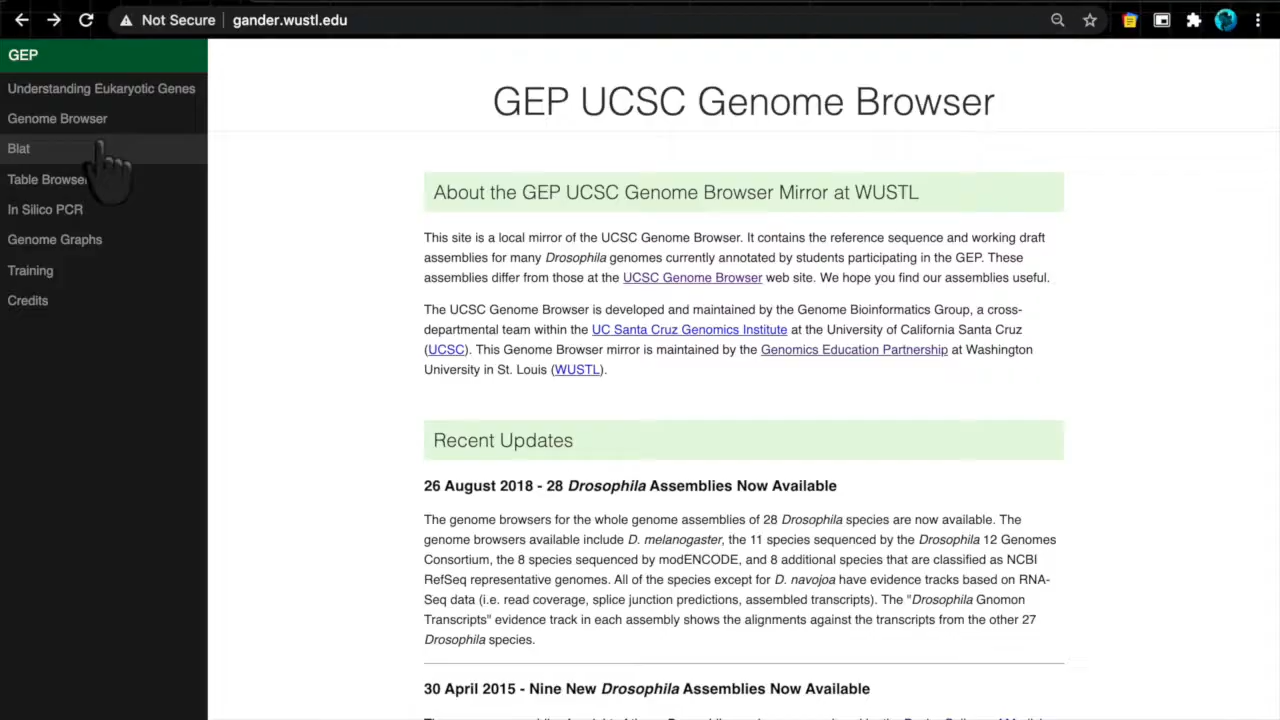 Not Secure gander.wustl.edu
GEP
Understanding Eukaryotic Genes
Genome Browser
Blat
Table Browser
In Silico PCR
Genome Graphs
Training
Credits
GEP UCSC Genome Browser
About the GEP UCSC Genome Browser Mirror at WUSTL
This site is a local mirror of the UCSC Genome Browser. It contains the reference sequence and working draft
assemblies for many Drosophila genomes currently annotated by students participating in the GEP. These
assemblies differ from those at the UCSC Genome Browser web site. We hope you find our assemblies useful.
The UCSC Genome Browser is developed and maintained by the Genome Bioinformatics Group, a cross-
departmental team within the UC Santa Cruz Genomics Institute at the University of California Santa Cruz
(UCSC). This Genome Browser mirror is maintained by the Genomics Education Partnership at Washington
University in St. Louis (WUSTL).
Recent Updates
26 August 2018 - 28 Drosophila Assemblies Now Available
The genome browsers for the whole genome assemblies of 28 Drosophila species are now available. The
genome browsers available include D. melanogaster, the 11 species sequenced by the Drosophila 12 Genomes
Consortium, the 8 species sequenced by modENCODE, and 8 additional species that are classified as NCBI
RefSeq representative genomes. All of the species except for D. navojoa have evidence tracks based on RNA-
Seq data (i.e. read coverage, splice junction predictions, assembled transcripts). The "Drosophila Gnomon
Transcripts" evidence track in each assembly shows the alignments against the transcripts from the other 27
Drosophila species.
30 April 2015 - Nine New Drosophila Assemblies Now Available